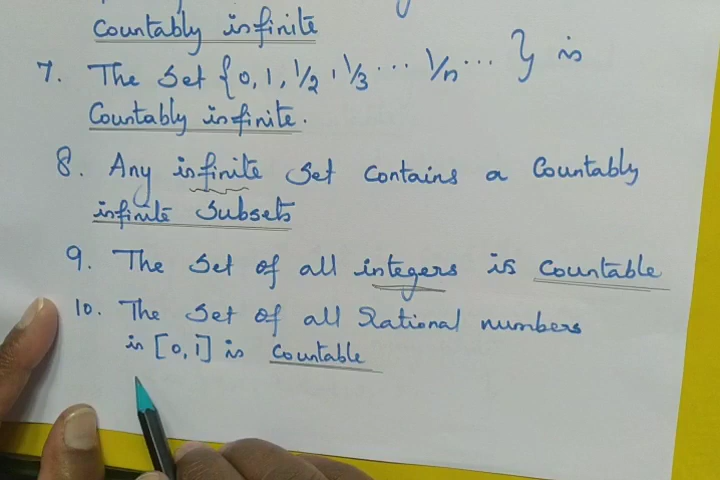 Countably infinite
7. The set {0, 1, 1/2, 1/3 ... 1/n ... } is
Countably infinite.
8. Any infinite set contains a Countably
infinite subsets
9. The set of all integers is countable
10. The set of all rational numbers
in [0, 1] is countable